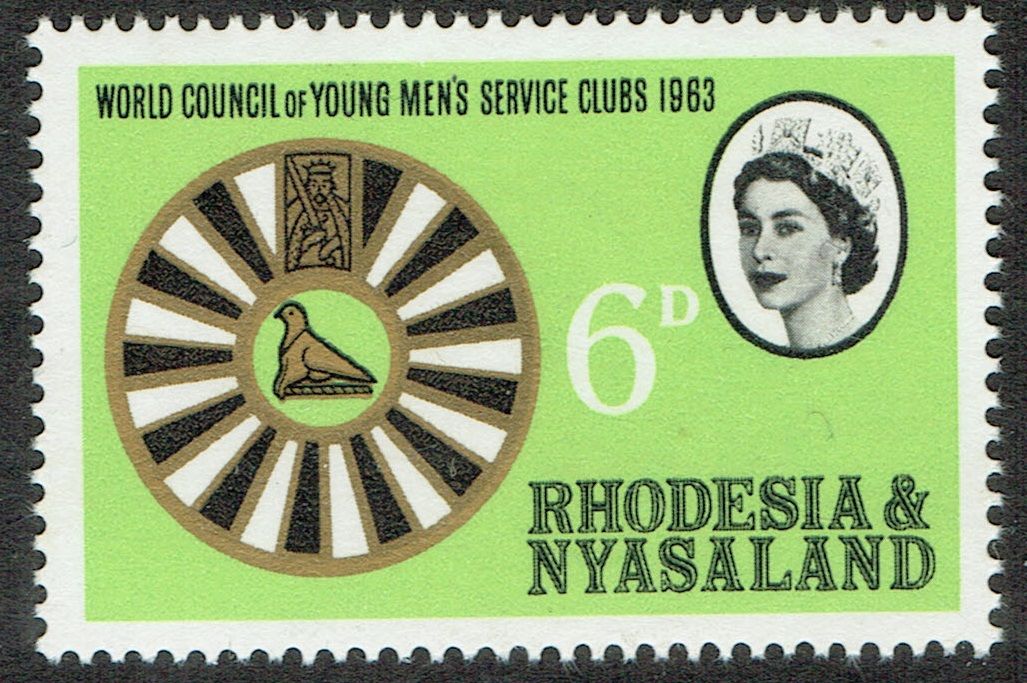 WORLD COUNCIL OF YOUNG MEN'S SERVICE CLUBS 1963
6D
RHODESIA &
NYASALAND